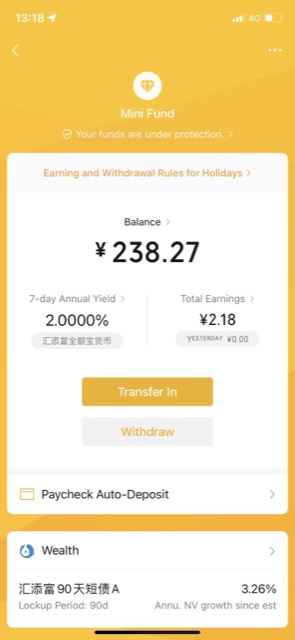 13:18
4G
Mini Fund
Your funds are under protection.
Earning and Withdrawal Rules for Holidays
Balance
¥ 238.27
7-day Annual Yield
Total Earnings
2.0000%
¥2.18
汇添富全额宝货币
YESTERDAY ¥0.00
Transfer In
Withdraw
Paycheck Auto-Deposit
Wealth
汇添富90天短债A
3.26%
Lockup Period: 90d
Annu. NV growth since est